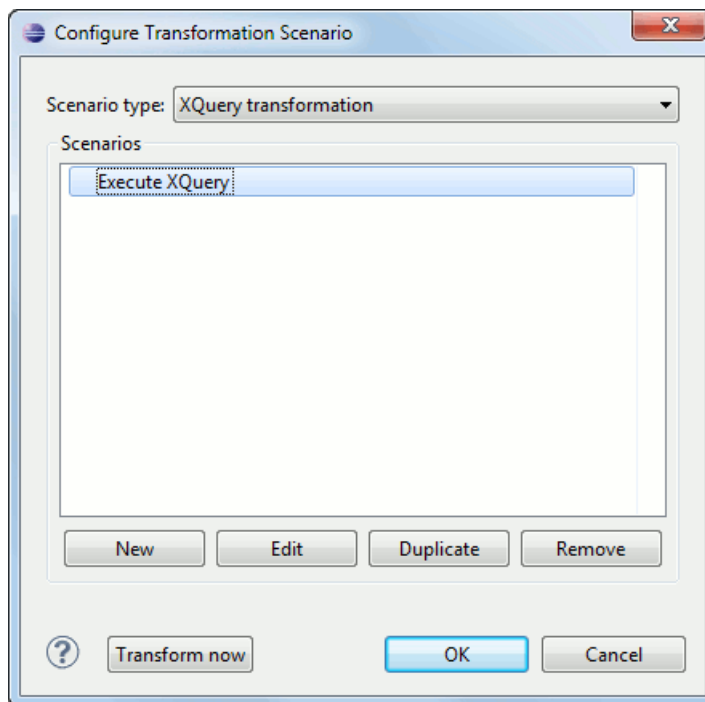 Configure Transformation Scenario
Scenario type: XQuery transformation
Scenarios
Execute XQuery
New Edit Duplicate Remove
? Transform now OK Cancel